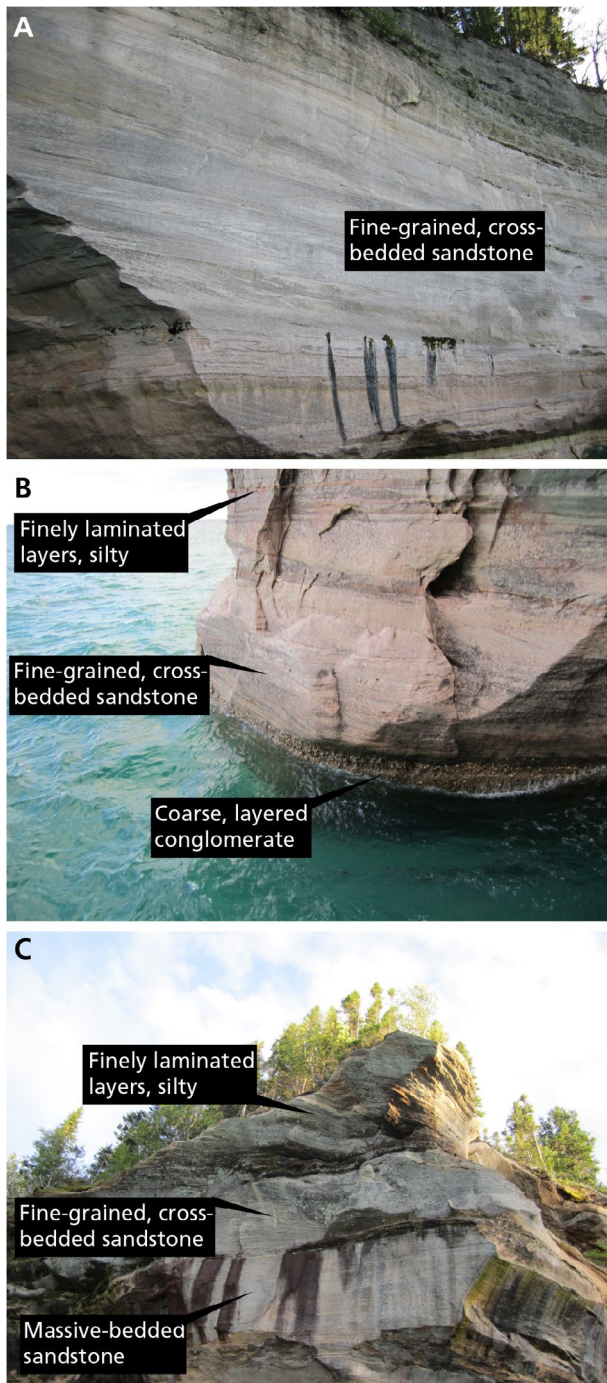 A
Fine-grained, cross-
bedded sandstone
B
Finely laminated
layers, silty
Fine-grained, cross-
bedded sandstone
Coarse, layered
conglomerate
C
Finely laminated
layers, silty
Fine-grained, cross-
bedded sandstone
Massive-bedded
sandstone